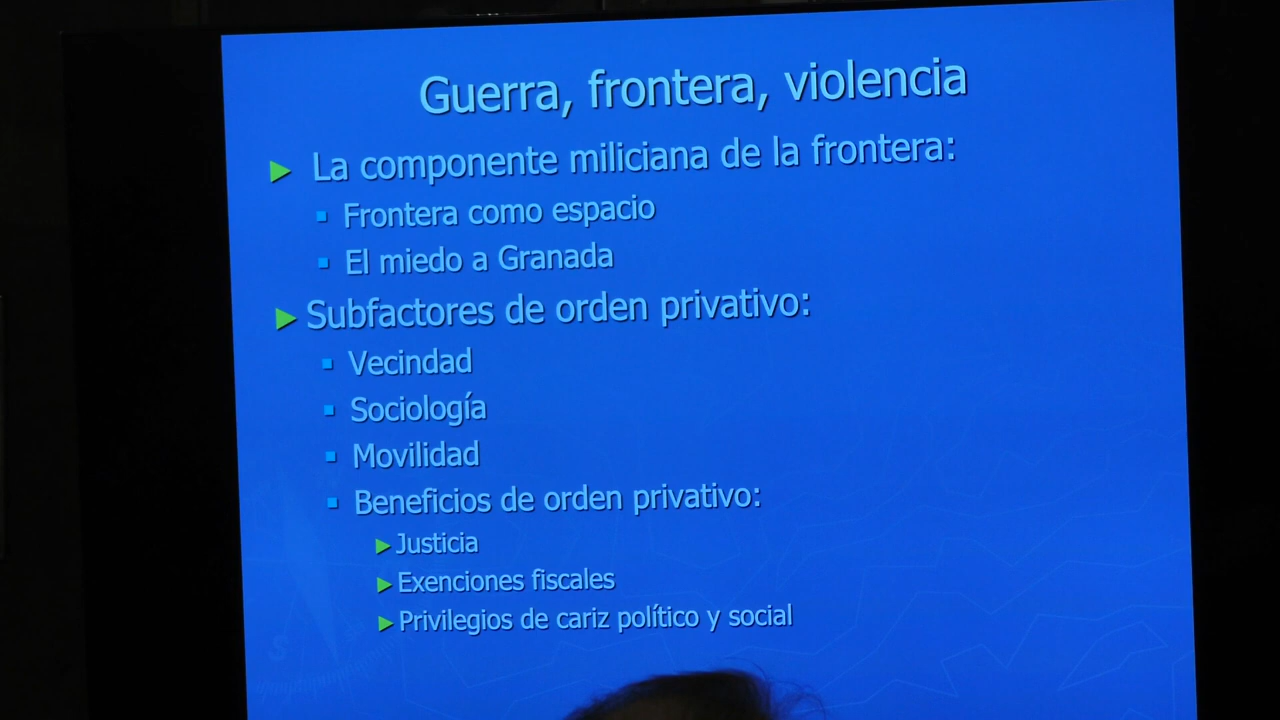 Guerra, frontera, violencia
La componente miliciana de la frontera:
Frontera como espacio
El miedo a Granada
Subfactores de orden privativo:
Vecindad
Sociología
Movilidad
Beneficios de orden privativo:
Justicia
Exenciones fiscales
Privilegios de cariz político y social